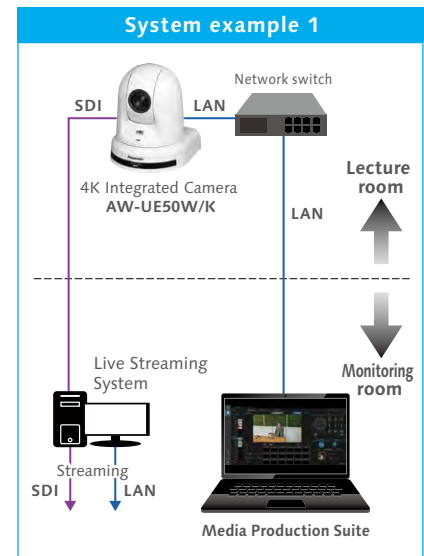 System example 1
Network switch
SDI
LAN
4K Integrated Camera
AW-UE50W/K
Lecture
room
LAN
Live Streaming
System
Monitoring
room
Streaming
SDI
LAN
Media Production Suite